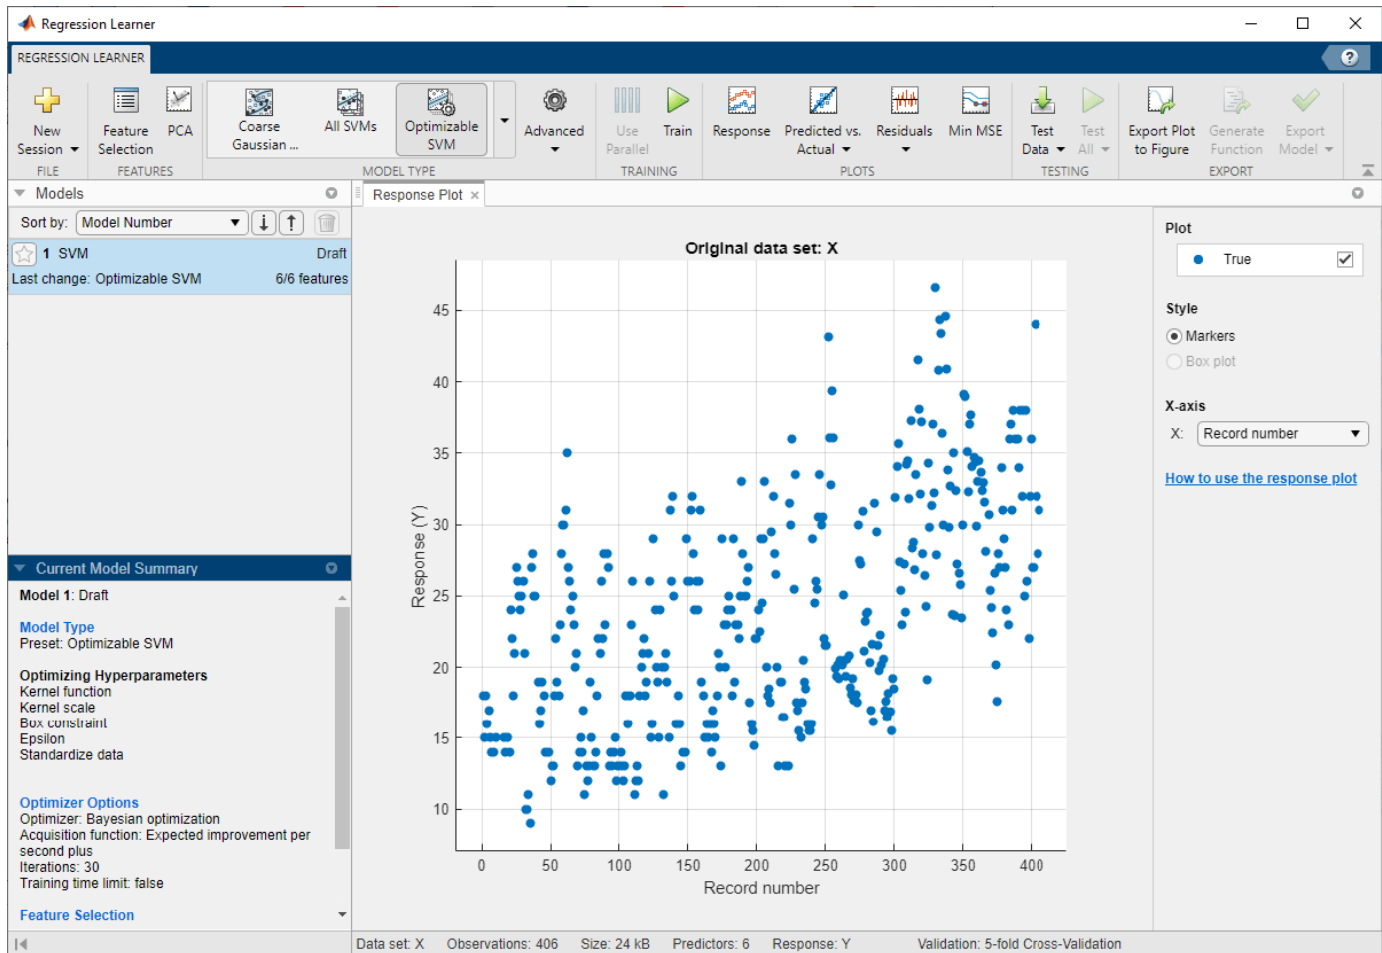 Regression Learner
REGRESSION LEARNER
?
New
Session
Feature
Selection
PCA
Coarse
Gaussian ...
All SVMs
Optimizable
SVM
Advanced
Use
Parallel
Train
Response
Predicted vs.
Actual
Residuals
Min MSE
Test
Data
Test
All
Export Plot
to Figure
Generate
Function
Export
Model
FILE
FEATURES
MODEL TYPE
TRAINING
PLOTS
TESTING
EXPORT
Models
Sort by: Model Number
1 SVM Draft
Last change: Optimizable SVM 6/6 features
Current Model Summary
Model 1: Draft
Model Type
Preset: Optimizable SVM
Optimizing Hyperparameters
Kernel function
Kernel scale
Box constraint
Epsilon
Standardize data
Optimizer Options
Optimizer: Bayesian optimization
Acquisition function: Expected improvement per
second plus
Iterations: 30
Training time limit: false
Feature Selection
Response Plot
Original data set: X
Response (Y)
45
40
35
30
25
20
15
10
0 50 100 150 200 250 300 350 400
Record number
Plot
True
Style
Markers
Box plot
X-axis
X: Record number
How to use the response plot
Data set: X Observations: 406 Size: 24 kB Predictors: 6 Response: Y Validation: 5-fold Cross-Validation